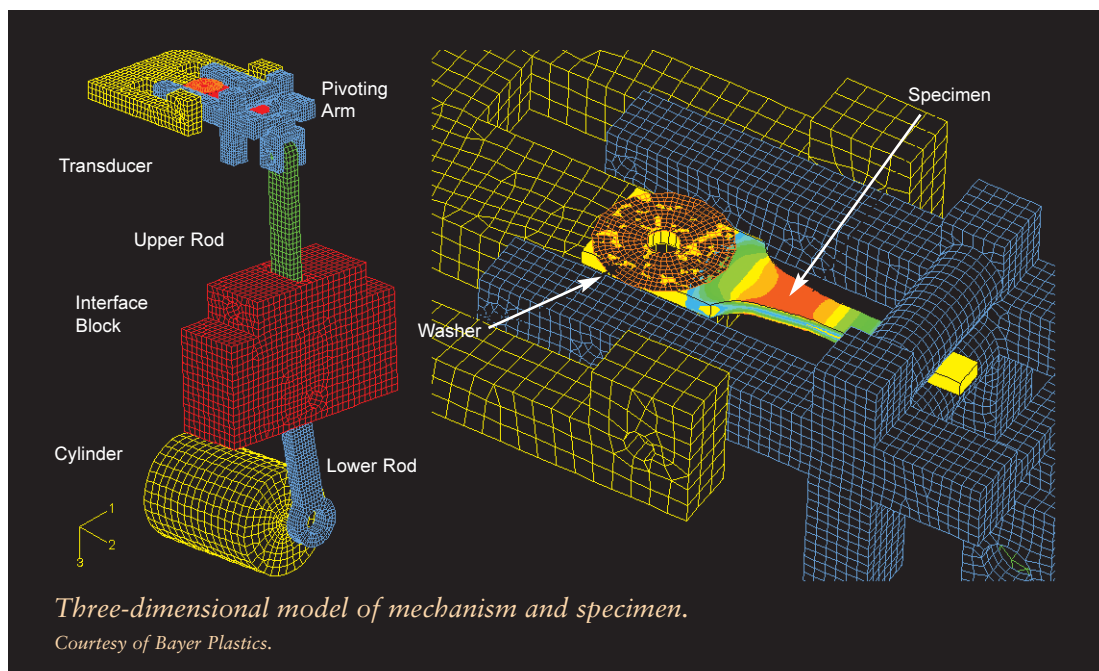 Pivoting
Arm
Transducer
Upper Rod
Interface
Block
Cylinder
Lower Rod
1
2
3
Specimen
Washer
Three-dimensional model of mechanism and specimen.
Courtesy of Bayer Plastics.